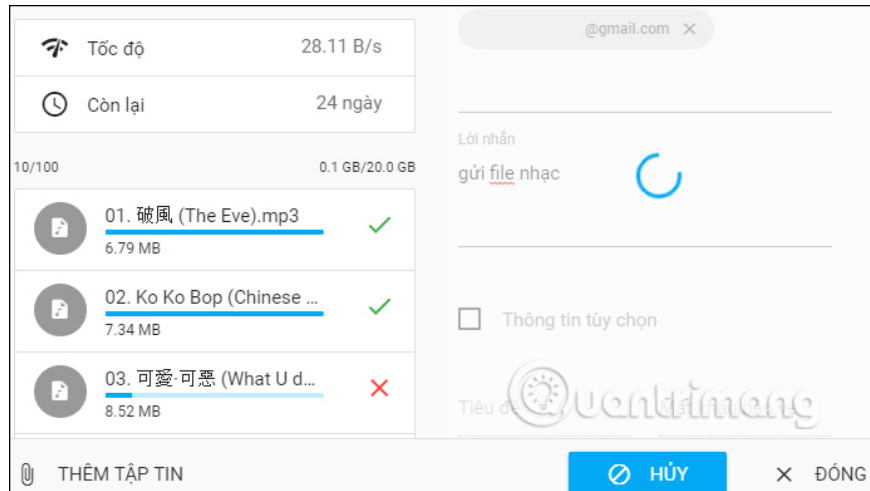 Tốc độ 28.11 B/s
Còn lại 24 ngày
10/100 0.1 GB/20.0 GB
01. 破風 (The Eve).mp3
6.79 MB
02. Ko Ko Bop (Chinese ...
7.34 MB
03. 可愛·可惡 (What U d...
8.52 MB
THÊM TẬP TIN
@gmail.com
Lời nhắn
gửi file nhạc
Thông tin tùy chọn
Tiêu đề
Quantrimang
HỦY
ĐÓNG